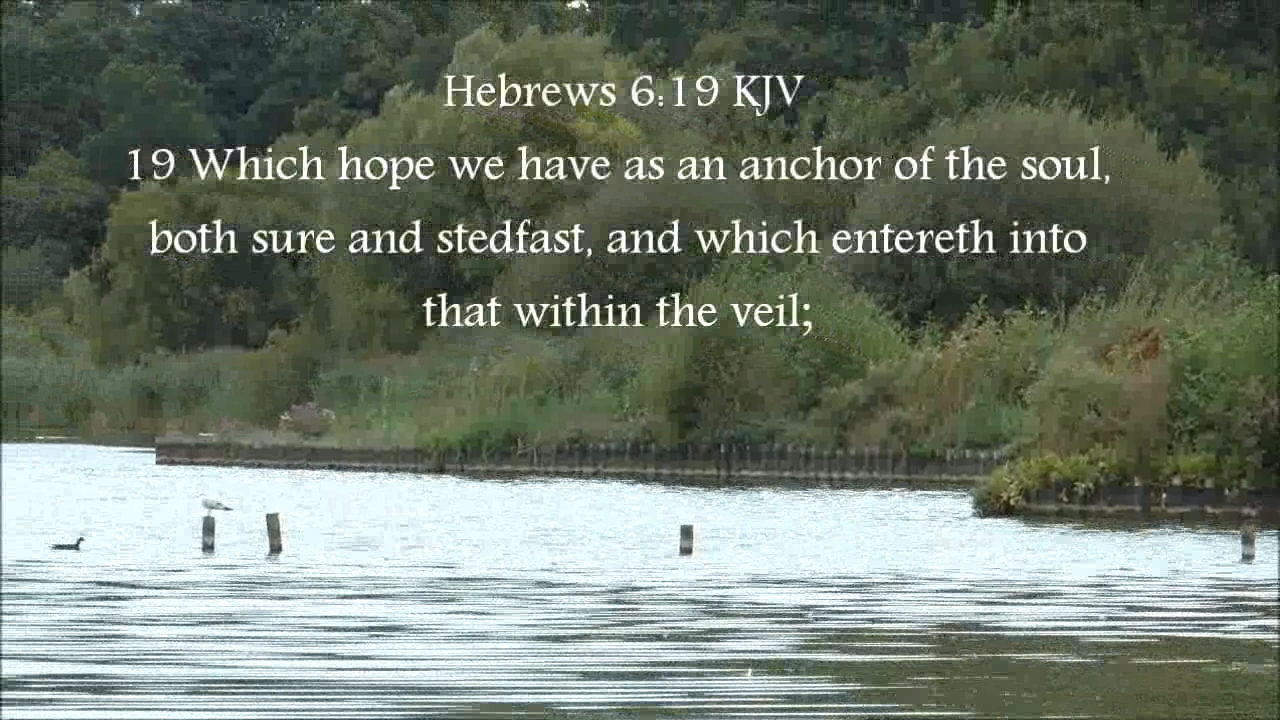 Hebrews 6:19 KJV
19 Which hope we have as an anchor of the soul,
both sure and stedfast, and which entereth into
that within the veil;